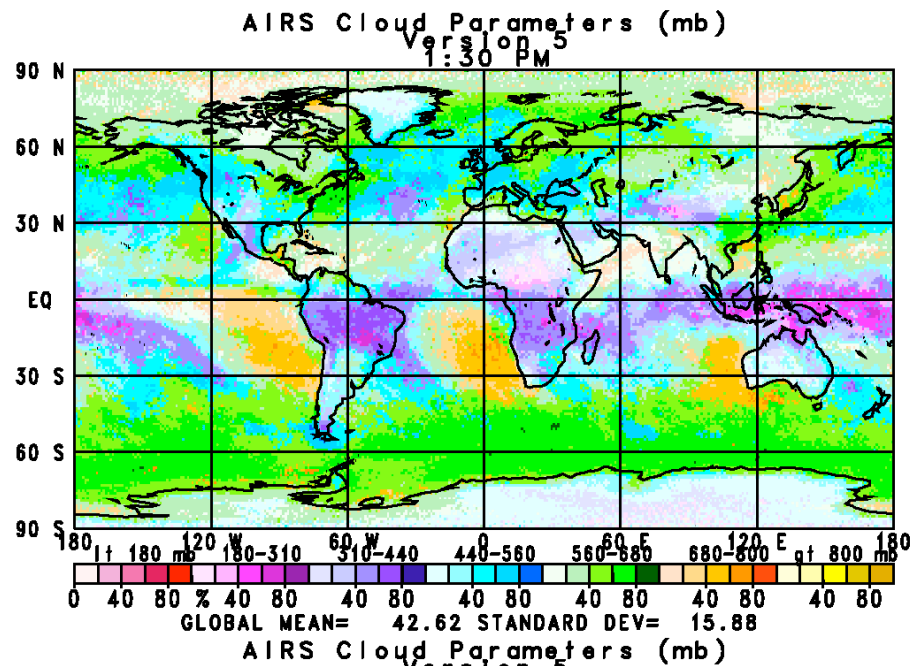 AIRS Cloud Parameters (mb)
Version 5
1:30 PM
90 N
60 N
30 N
EQ
30 S
60 S
90 S
180 120 W 60 W 0 60 E 120 E 180
lt 180 mb 180-310 310-440 440-560 560-680 680-800 gt 800 mb
0 40 80 % 40 80 40 80 40 80 40 80 40 80 40 80
GLOBAL MEAN= 42.62 STANDARD DEV= 15.88
AIRS Cloud Parameters (mb)
Version 5